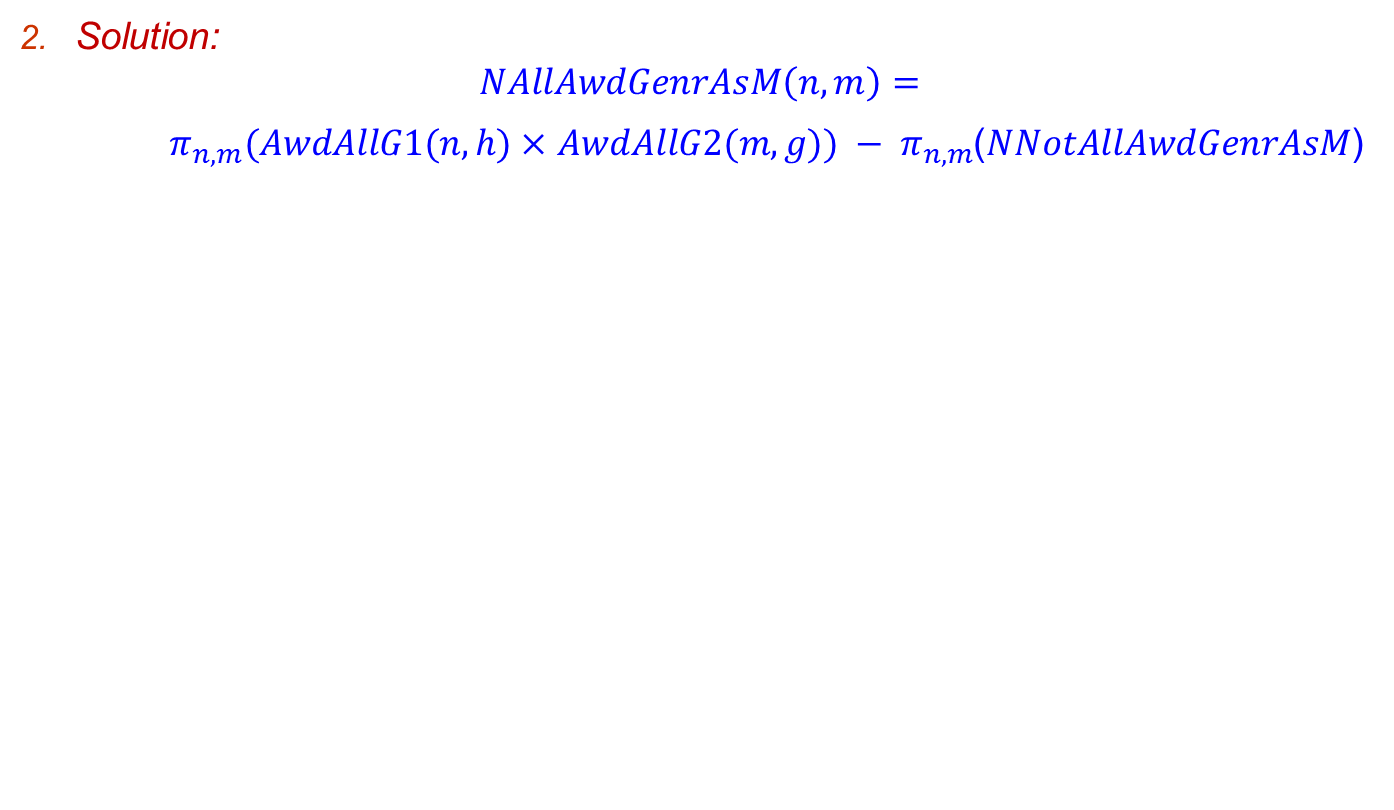 2. Solution:
NAllAwdGenrAsM(n, m) =
π_{n,m}(AwdAllG1(n, h) × AwdAllG2(m, g)) − π_{n,m}(NNotAllAwdGenrAsM)